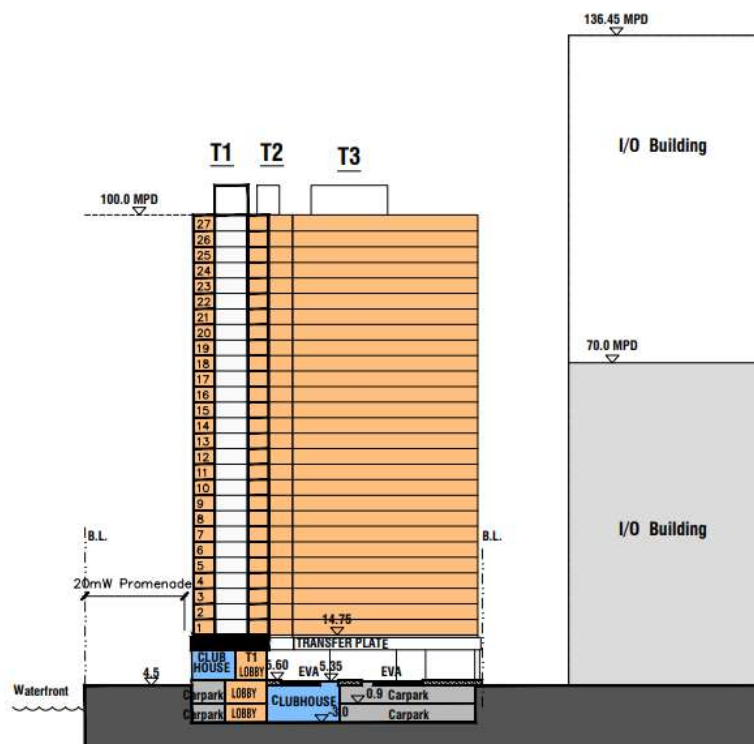 136.45 MPD
I/O Building
T1
T2
T3
100.0 MPD
27
26
25
24
23
22
21
20
19
70.0 MPD
18
17
16
15
14
13
12
11
10
9
8
I/O Building
B.L.
7
B.L.
6
5
20mW Promenade
4
3
2
14.75
1
TRANSFER PLATE
CLUB
HOUSE
T1
LOBBY
5.60
EVA
5.35
EVA
4.5
Waterfront
Carpark
LOBBY
CLUBHOUSE
0.9
Carpark
Carpark
LOBBY
-3.0
Carpark